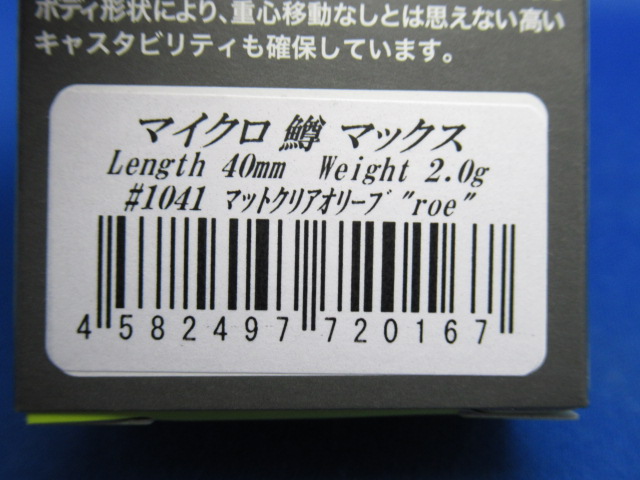 ボディ形状により、重心移動なしとは思えない高い
キャスタビリティも確保しています。
マイクロ 鱒 マックス
Length 40mm Weight 2.0g
#1041 マットクリアオリーブ "roe"
4 582497 720167